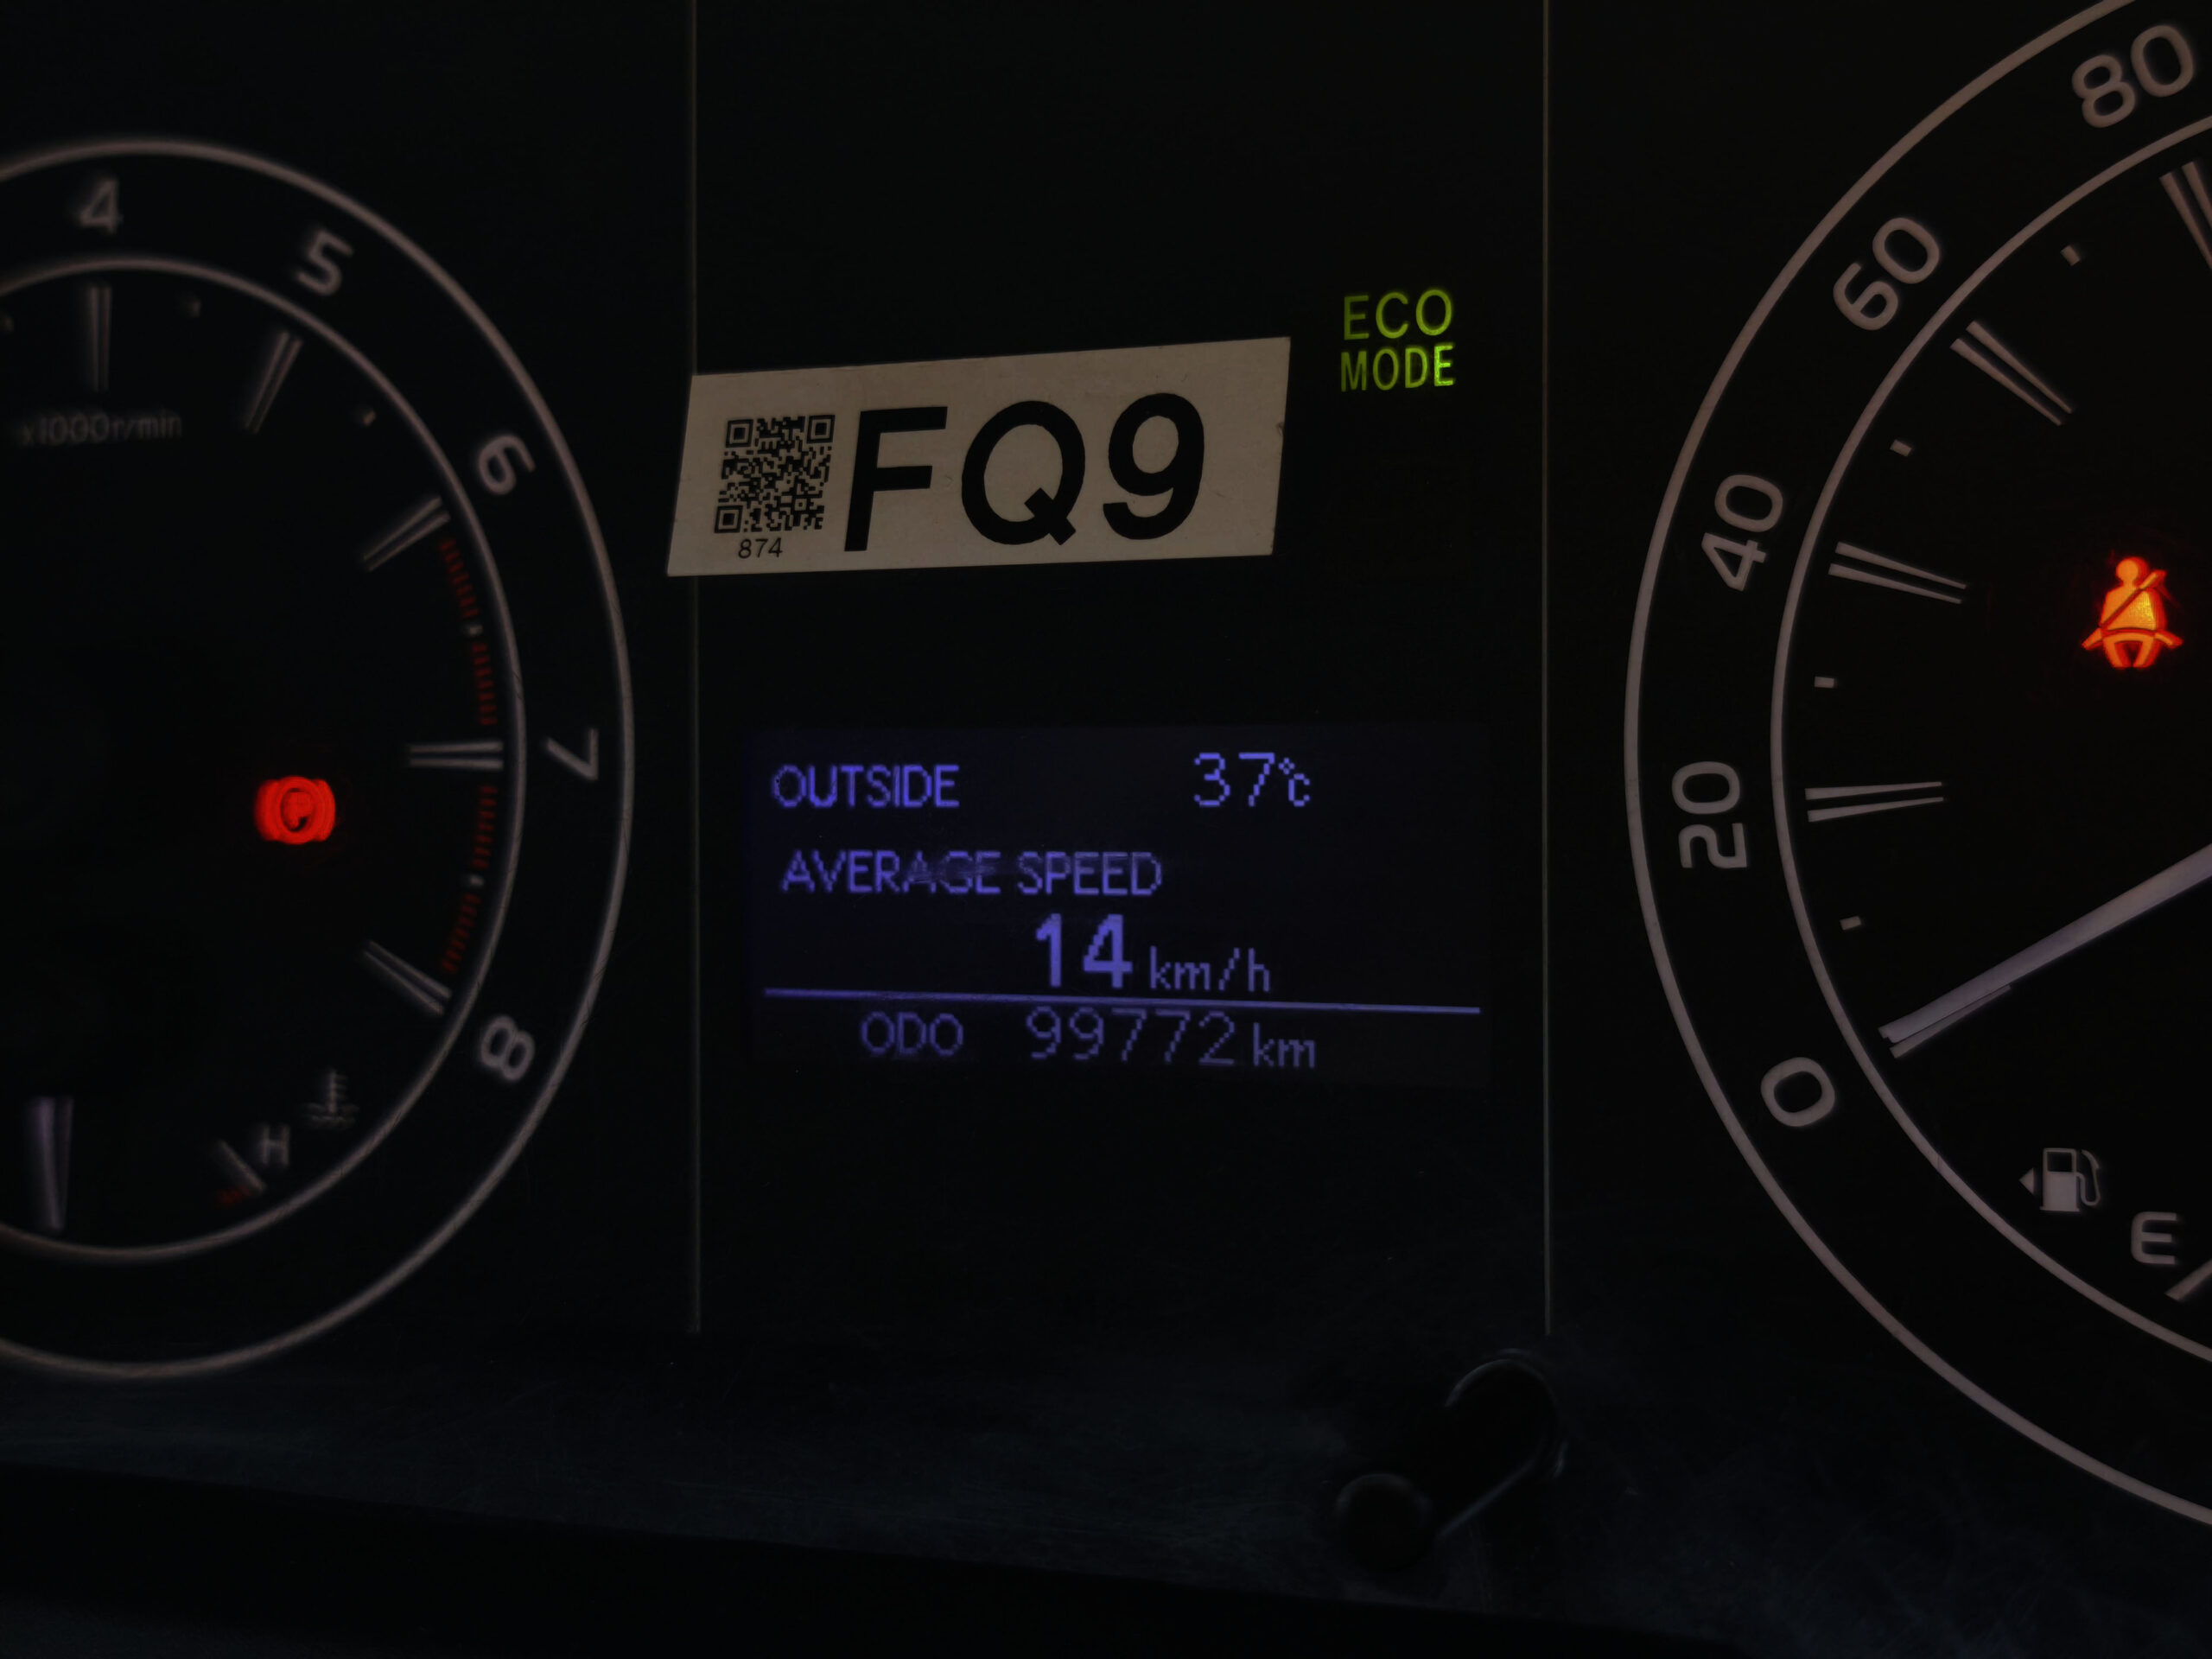 4
5
6
7
8
x1000r/min
H
ECO
MODE
FQ9
874
OUTSIDE 37℃
AVERAGE SPEED
14 km/h
ODO 99772 km
80
60
40
20
0
E